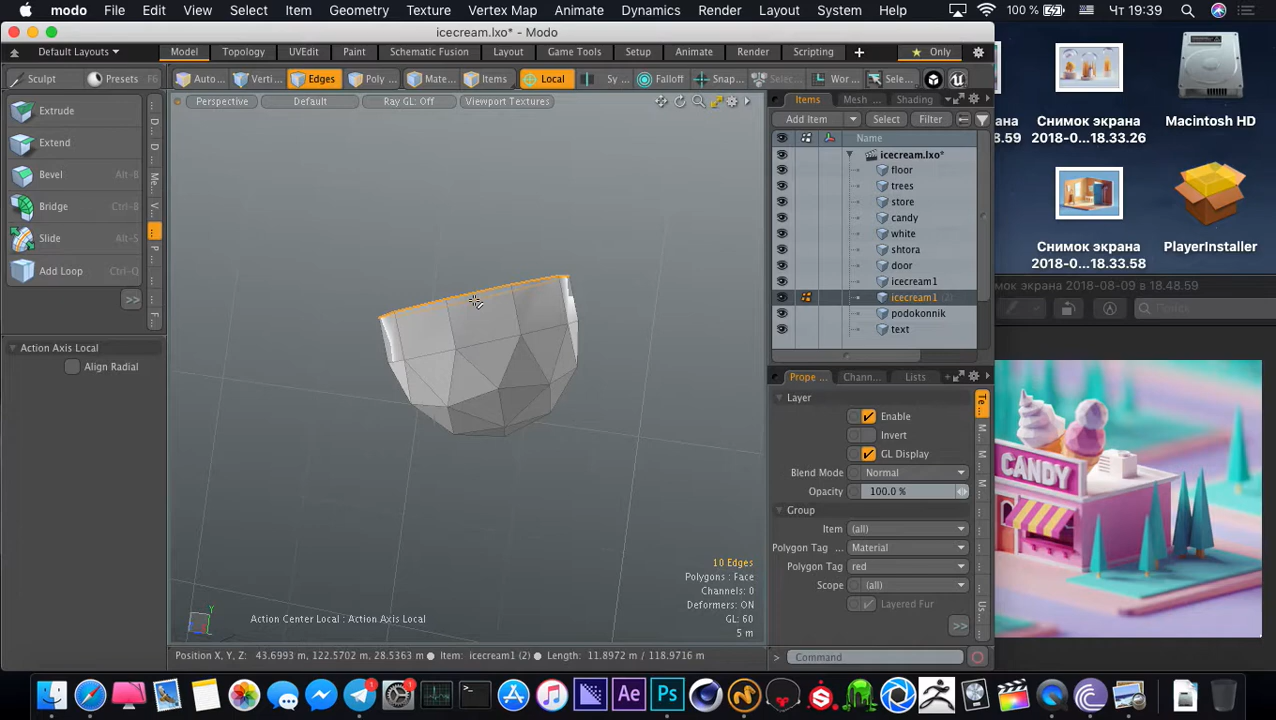 modo File Edit View Select Item Geometry Texture Vertex Map Animate Dynamics Render Layout System Help 100 % Чт 14:39
icecream.lxo* - Modo
Default Layouts Model Topology UVEdit Paint Schematic Fusion Layout Game Tools Setup Animate Render Scripting Only
Sculpt Presets F6 Auto... Verti... Edges Poly ... Mate... Items Local Sy ... Falloff Snap... Selec... Wor ... Sele...
Perspective Default Ray GL: Off Viewport Textures
Items Mesh ... Shading
Add Item Select Filter
Name
icecream.lxo*
floor
trees
store
candy
white
shtora
door
icecream1
icecream1 (2)
podokonnik
text
Extrude
Extend
Bevel Alt-B
Bridge Ctrl-B
Slide Alt-S
Add Loop Ctrl-Q
>>
Action Axis Local
Align Radial
Prope... Chann... Lists
Layer
Enable
Invert
GL Display
Blend Mode Normal
Opacity 100.0 %
Group
Item (all)
Polygon Tag ... Material
Polygon Tag red
Scope (all)
Layered Fur
>>
10 Edges
Polygons : Face
Channels: 0
Deformers: ON
GL: 60
5 m
Action Center Local : Action Axis Local
Position X, Y, Z: 43.6993 m, 122.5702 m, 28.5363 m Item: icecream1 (2) Length: 11.8972 m / 118.9716 m
> Command
Снимок экрана
2018-0...18.33.26
Macintosh HD
Снимок экрана
2018-0...18.33.58
PlayerInstaller
экрана 2018-08-09 в 18.48.59
Поиск
CANDY